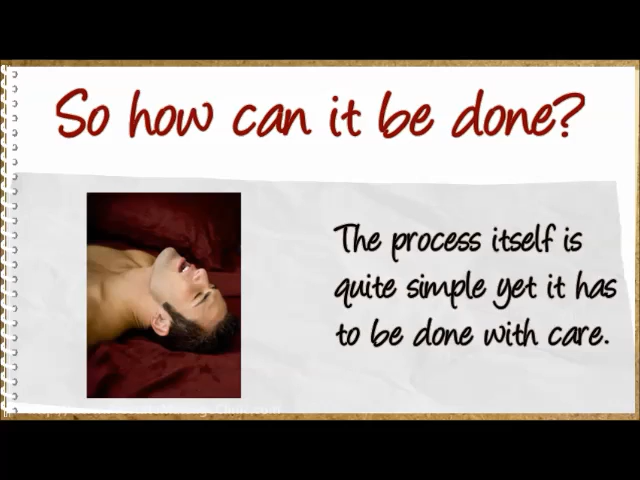 So how can it be done?
The process itself is
quite simple yet it has
to be done with care.